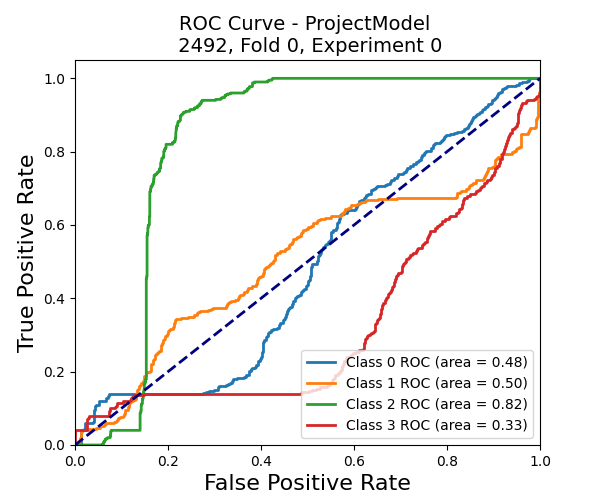 ROC Curve - ProjectModel
2492, Fold 0, Experiment 0
True Positive Rate
1.0
0.8
0.6
0.4
0.2
0.0
0.0 0.2 0.4 0.6 0.8 1.0
False Positive Rate
Class 0 ROC (area = 0.48)
Class 1 ROC (area = 0.50)
Class 2 ROC (area = 0.82)
Class 3 ROC (area = 0.33)